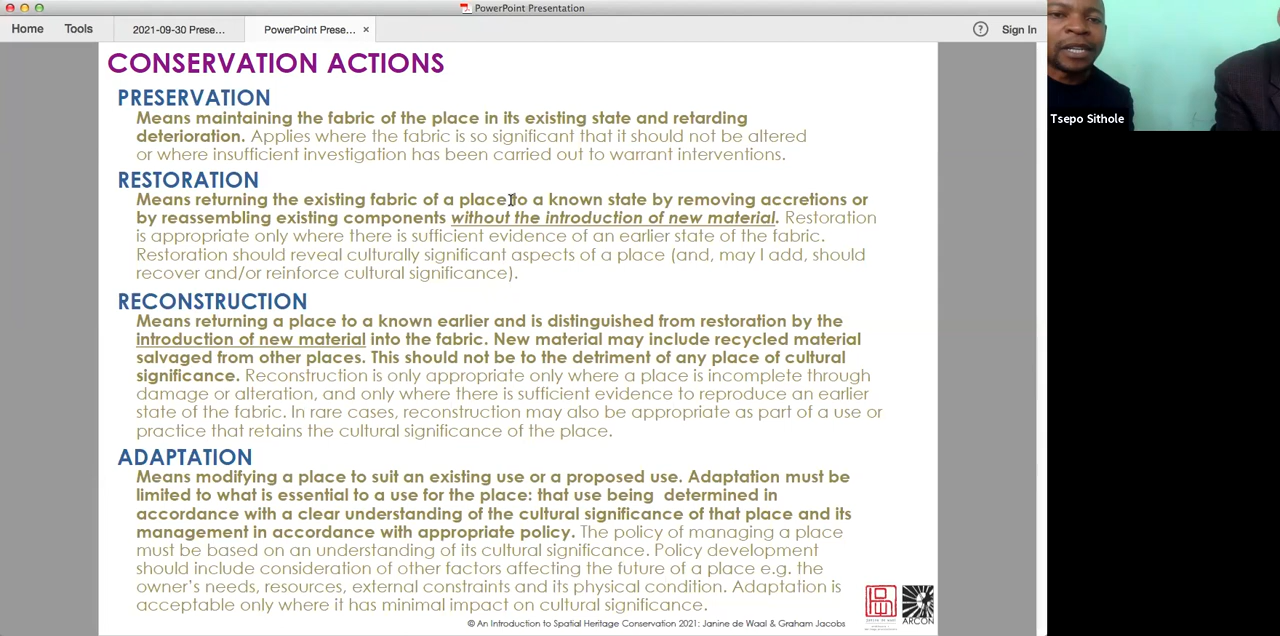 PowerPoint Presentation
Home
Tools
2021-09-30 Prese...
PowerPoint Prese...
×
?
Sign In
Tsepo Sithole
CONSERVATION ACTIONS
PRESERVATION
Means maintaining the fabric of the place in its existing state and retarding
deterioration. Applies where the fabric is so significant that it should not be altered
or where insufficient investigation has been carried out to warrant interventions.
RESTORATION
Means returning the existing fabric of a place to a known state by removing accretions or
by reassembling existing components without the introduction of new material. Restoration
is appropriate only where there is sufficient evidence of an earlier state of the fabric.
Restoration should reveal culturally significant aspects of a place (and, may I add, should
recover and/or reinforce cultural significance).
RECONSTRUCTION
Means returning a place to a known earlier and is distinguished from restoration by the
introduction of new material into the fabric. New material may include recycled material
salvaged from other places. This should not be to the detriment of any place of cultural
significance. Reconstruction is only appropriate only where a place is incomplete through
damage or alteration, and only where there is sufficient evidence to reproduce an earlier
state of the fabric. In rare cases, reconstruction may also be appropriate as part of a use or
practice that retains the cultural significance of the place.
ADAPTATION
Means modifying a place to suit an existing use or a proposed use. Adaptation must be
limited to what is essential to a use for the place: that use being determined in
accordance with a clear understanding of the cultural significance of that place and its
management in accordance with appropriate policy. The policy of managing a place
must be based on an understanding of its cultural significance. Policy development
should include consideration of other factors affecting the future of a place e.g. the
owner's needs, resources, external constraints and its physical condition. Adaptation is
acceptable only where it has minimal impact on cultural significance.
ARCON
© An Introduction to Spatial Heritage Conservation 2021: Janine de Waal & Graham Jacobs